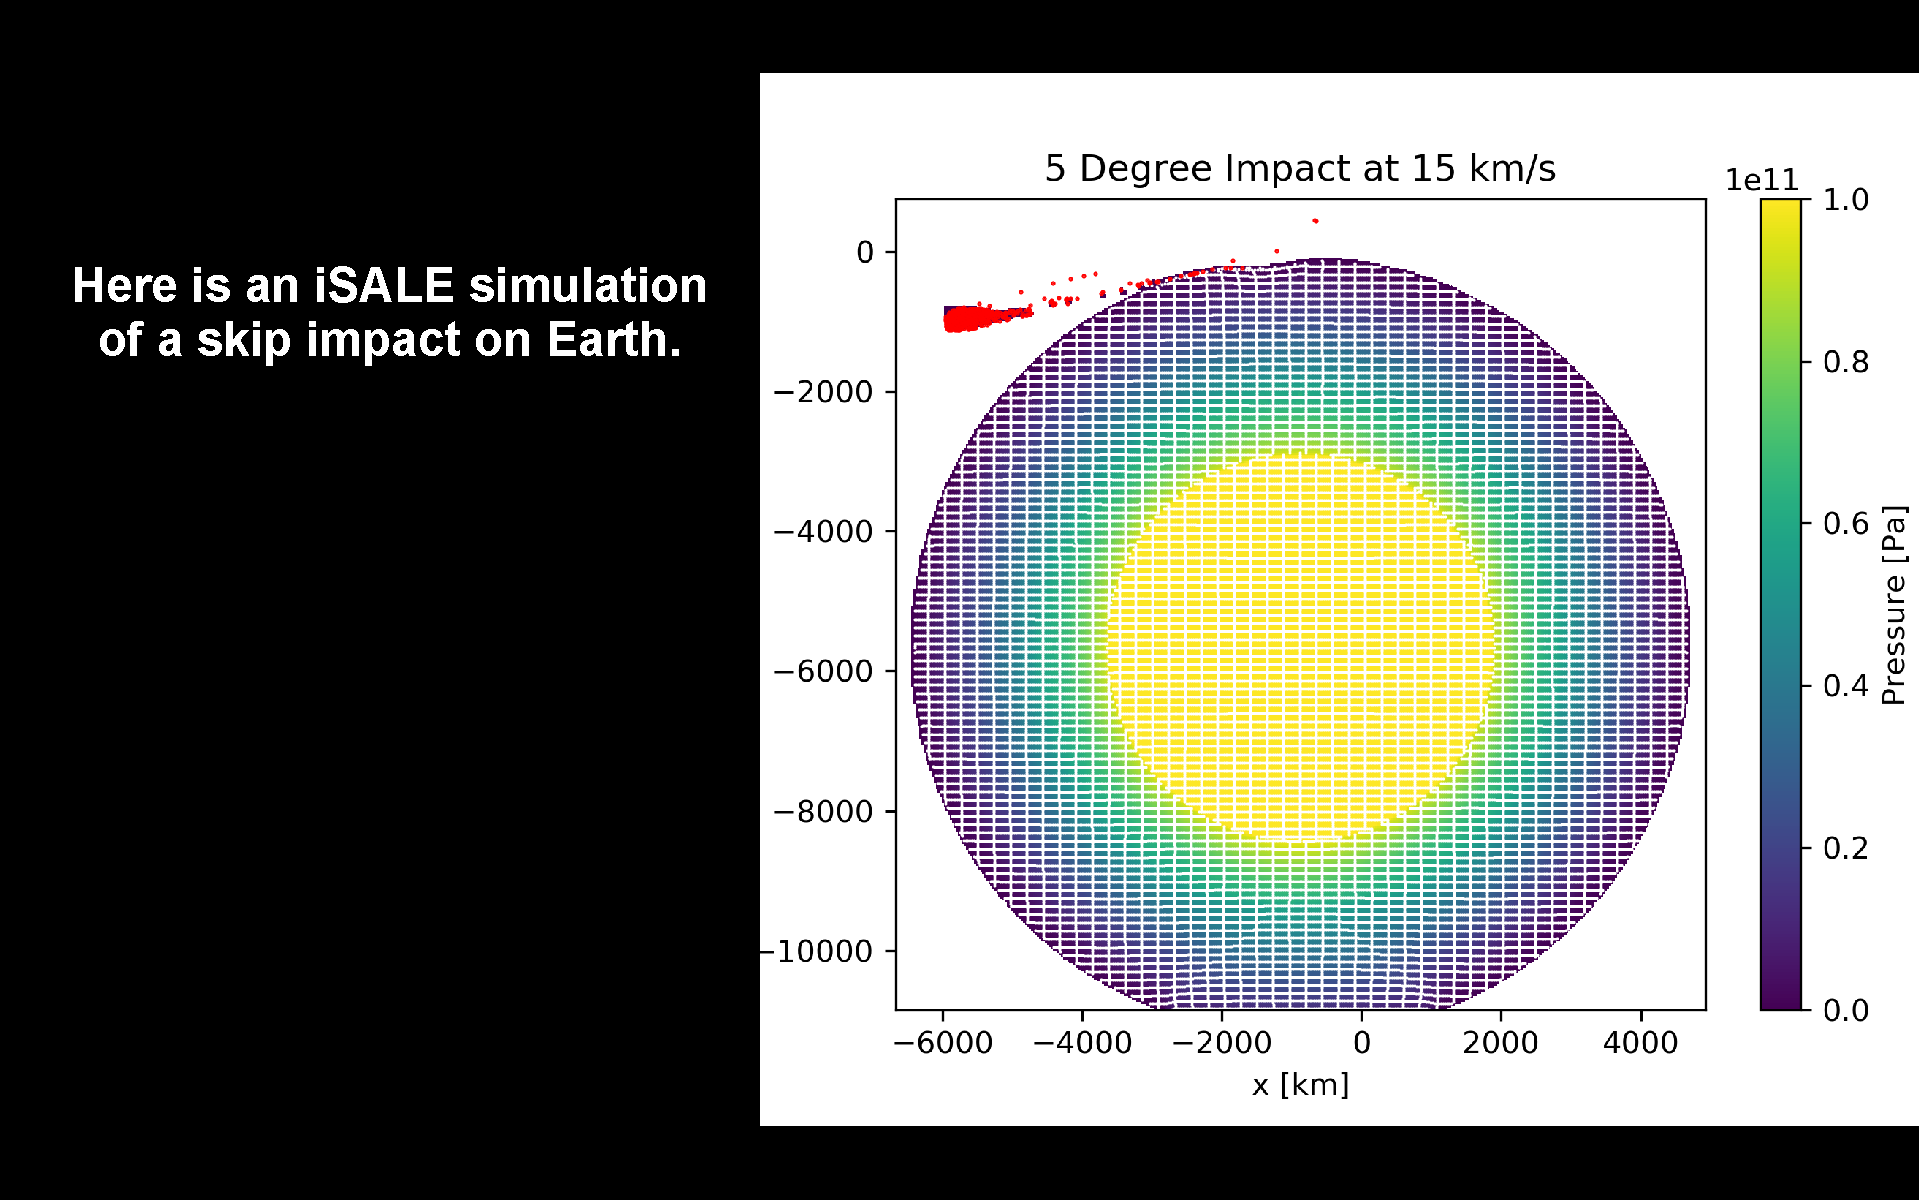 Here is an iSALE simulation
of a skip impact on Earth.
5 Degree Impact at 15 km/s
1e11
1.0
0.8
0.6
0.4
0.2
0.0
Pressure [Pa]
0
−2000
−4000
−6000
−8000
−10000
−6000 −4000 −2000 0 2000 4000
x [km]